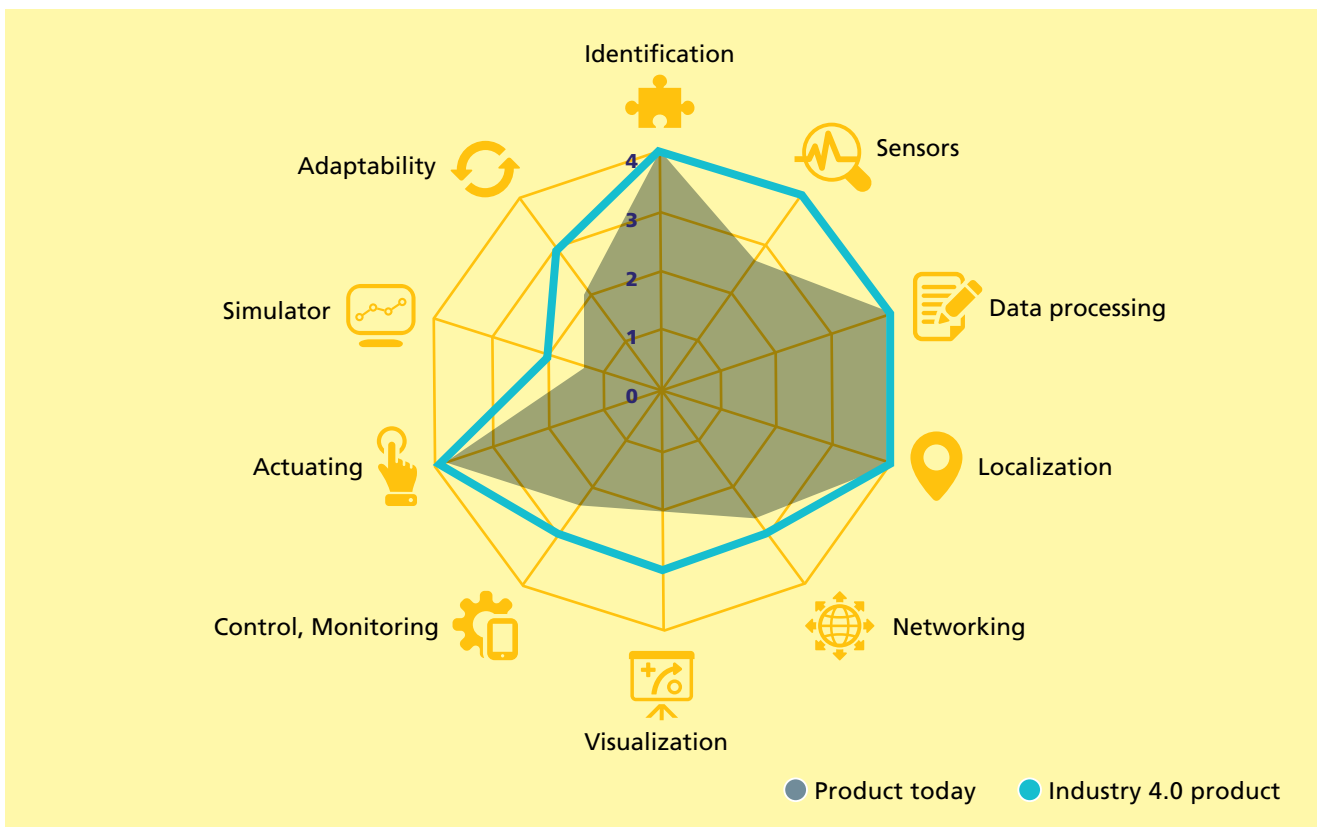 Identification
Adaptability
Sensors
4
3
2
1
0
Simulator
Data processing
Actuating
Localization
Control, Monitoring
Networking
Visualization
Product today
Industry 4.0 product